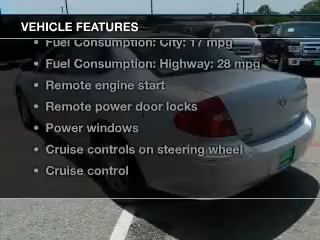 VEHICLE FEATURES
• Fuel Consumption: City: 17 mpg
• Fuel Consumption: Highway: 28 mpg
• Remote engine start
• Remote power door locks
• Power windows
• Cruise controls on steering wheel
• Cruise control